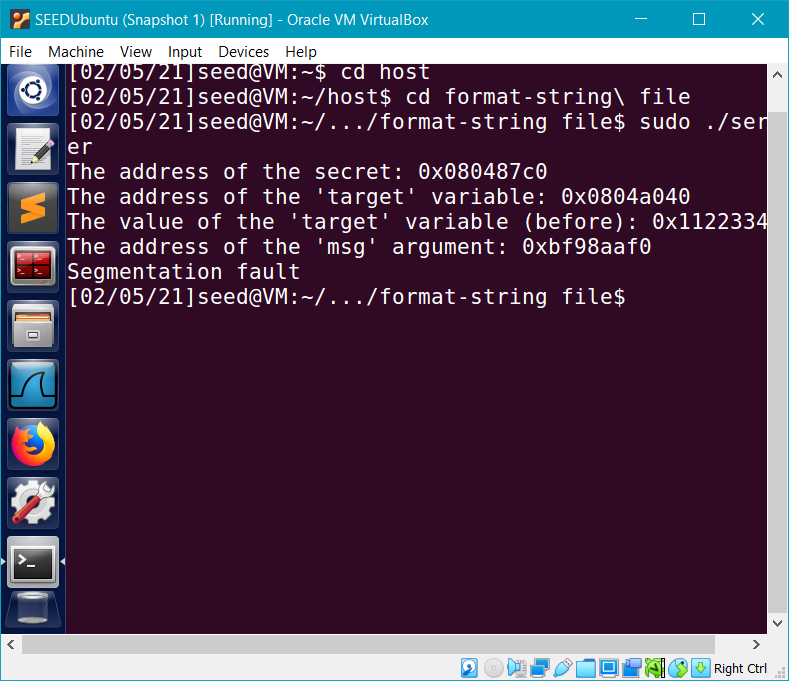 SEEDUbuntu (Snapshot 1) [Running] - Oracle VM VirtualBox
File Machine View Input Devices Help
[02/05/21]seed@VM:~$ cd host
[02/05/21]seed@VM:~/host$ cd format-string\ file
[02/05/21]seed@VM:~/.../format-string file$ sudo ./ser
er
The address of the secret: 0x080487c0
The address of the 'target' variable: 0x0804a040
The value of the 'target' variable (before): 0x1122334
The address of the 'msg' argument: 0xbf98aaf0
Segmentation fault
[02/05/21]seed@VM:~/.../format-string file$
Right Ctrl